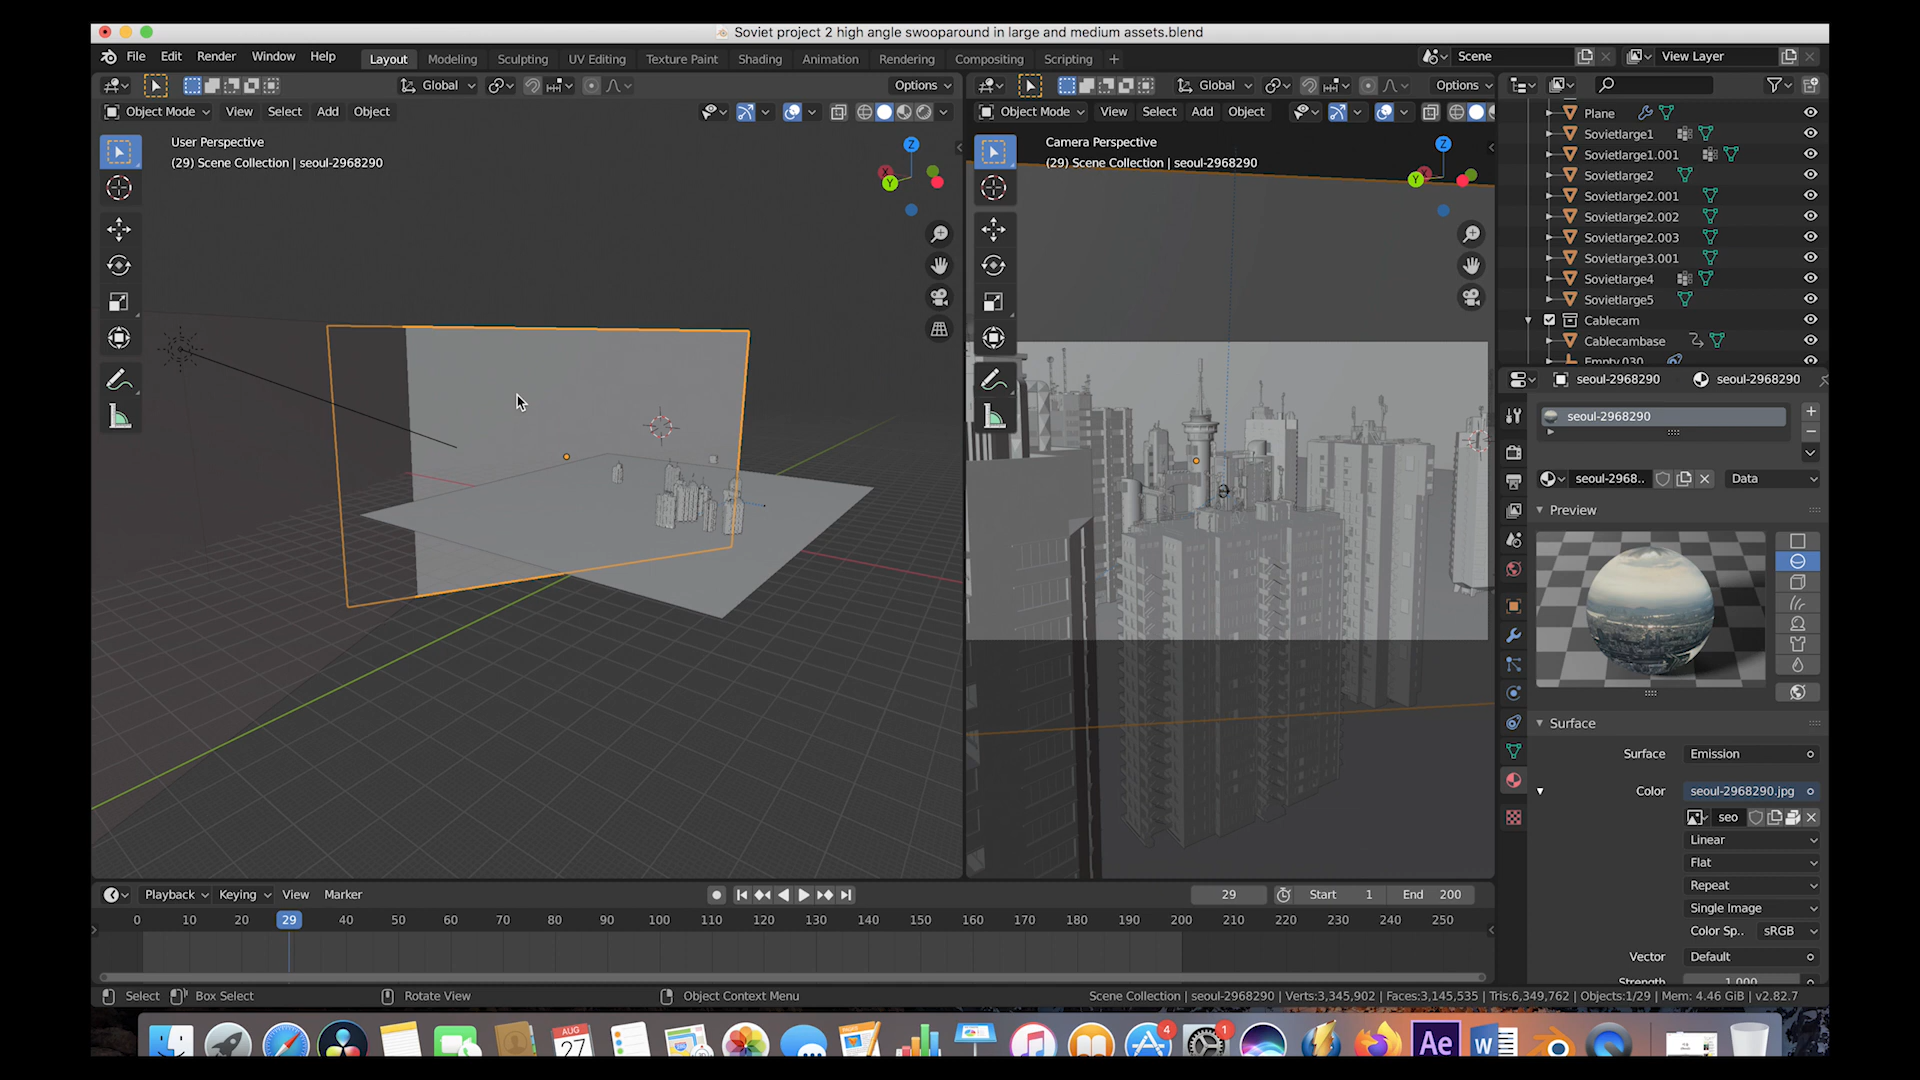 Soviet project 2 high angle swooparound in large and medium assets.blend
File Edit Render Window Help Layout Modeling Sculpting UV Editing Texture Paint Shading Animation Rendering Compositing Scripting + Scene View Layer
Global Options Global Options
Object Mode View Select Add Object Object Mode View Select Add Object
User Perspective
(29) Scene Collection | seoul-2968290
Z
X
Y
Camera Perspective
(29) Scene Collection | seoul-2968290
Z
Y
Plane
Sovietlarge1
Sovietlarge1.001
Sovietlarge2
Sovietlarge2.001
Sovietlarge2.002
Sovietlarge2.003
Sovietlarge3.001
Sovietlarge4
Sovietlarge5
Cablecam
Cablecambase
Empty.030
seoul-2968290 seoul-2968290
seoul-2968290
seoul-2968.. Data
Preview
Surface
Surface Emission
Color seoul-2968290.jpg
seo
Linear
Flat
Repeat
Single Image
Color Sp.. sRGB
Vector Default
Strength 1.000
Playback Keying View Marker 29 Start 1 End 200
0 10 20 29 40 50 60 70 80 90 100 110 120 130 140 150 160 170 180 190 200 210 220 230 240 250
Select Box Select Rotate View Object Context Menu Scene Collection | seoul-2968290 | Verts:3,345,902 | Faces:3,145,535 | Tris:6,349,762 | Objects:1/29 | Mem: 4.46 GiB | v2.82.7
AUG
27
PAGES
4
1
Ae
W